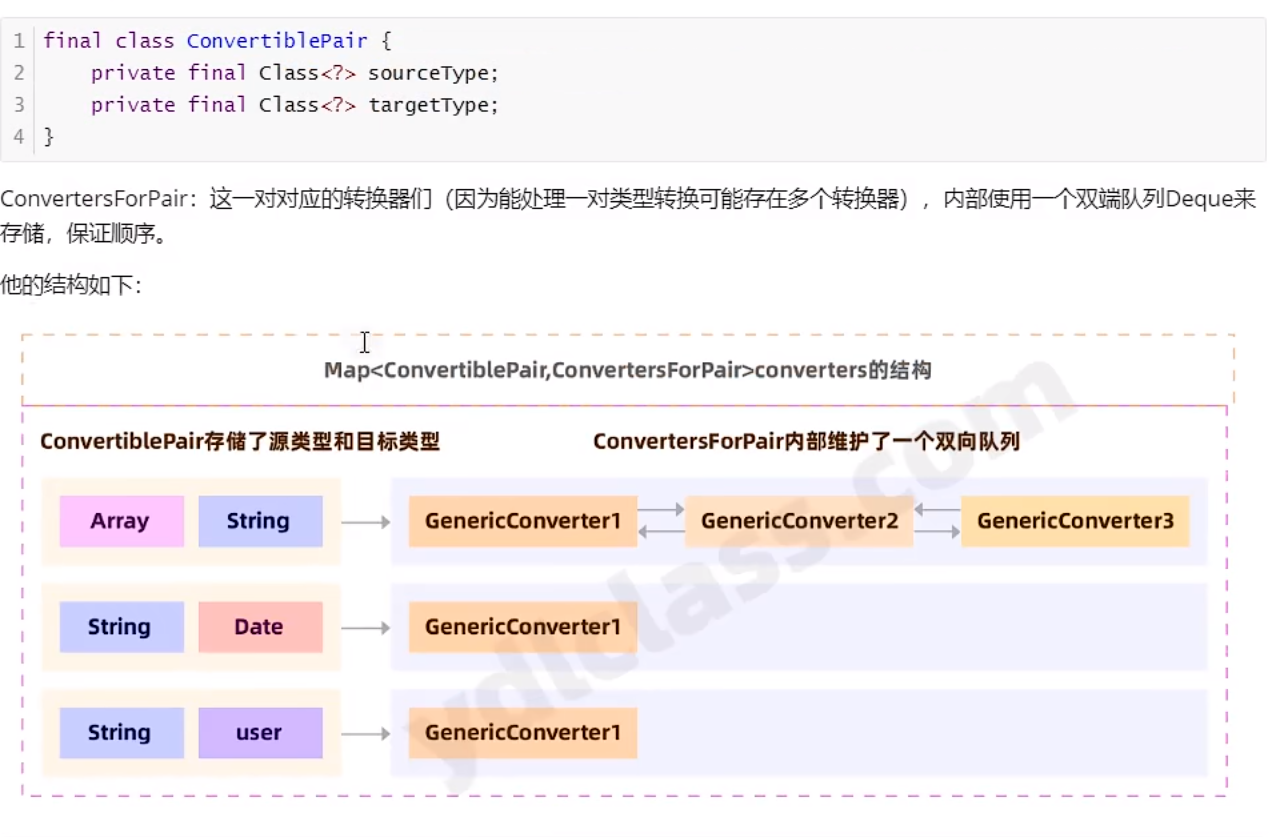 1 final class ConvertiblePair {
2     private final Class<?> sourceType;
3     private final Class<?> targetType;
4 }
ConvertersForPair：这一对对应的转换器们（因为能处理一对类型转换可能存在多个转换器），内部使用一个双端队列Deque来
存储，保证顺序。
他的结构如下：
Map<ConvertiblePair,ConvertersForPair>converters的结构
ConvertiblePair存储了源类型和目标类型 ConvertersForPair内部维护了一个双向队列
Array String GenericConverter1 GenericConverter2 GenericConverter3
String Date GenericConverter1
String user GenericConverter1
ydlclass.com